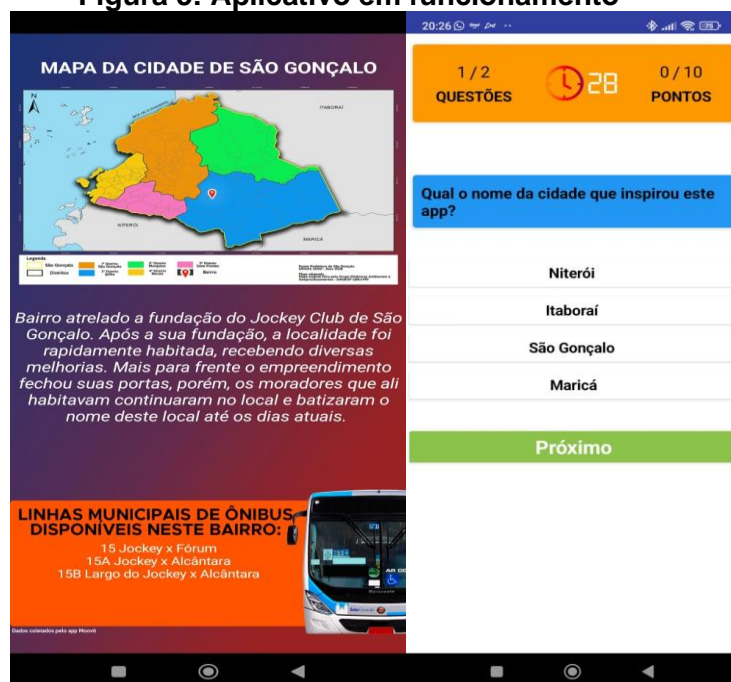 Figura 3: Aplicativo em funcionamento
MAPA DA CIDADE DE SÃO GONÇALO
N
ITABORAÍ
NITERÓI
MARICÁ
Legenda
São Gonçalo
Distritos
Bairro
Bairro atrelado a fundação do Jockey Club de São
Gonçalo. Após a sua fundação, a localidade foi
rapidamente habitada, recebendo diversas
melhorias. Mais para frente o empreendimento
fechou suas portas, porém, os moradores que ali
habitavam continuaram no local e batizaram o
nome deste local até os dias atuais.
LINHAS MUNICIPAIS DE ÔNIBUS
DISPONÍVEIS NESTE BAIRRO:
15 Jockey x Fórum
15A Jockey x Alcântara
15B Largo do Jockey x Alcântara
Dados coletados pelo app Moovit
20:26
1 / 2
QUESTÕES
28
0 / 10
PONTOS
Qual o nome da cidade que inspirou este
app?
Niterói
Itaboraí
São Gonçalo
Maricá
Próximo